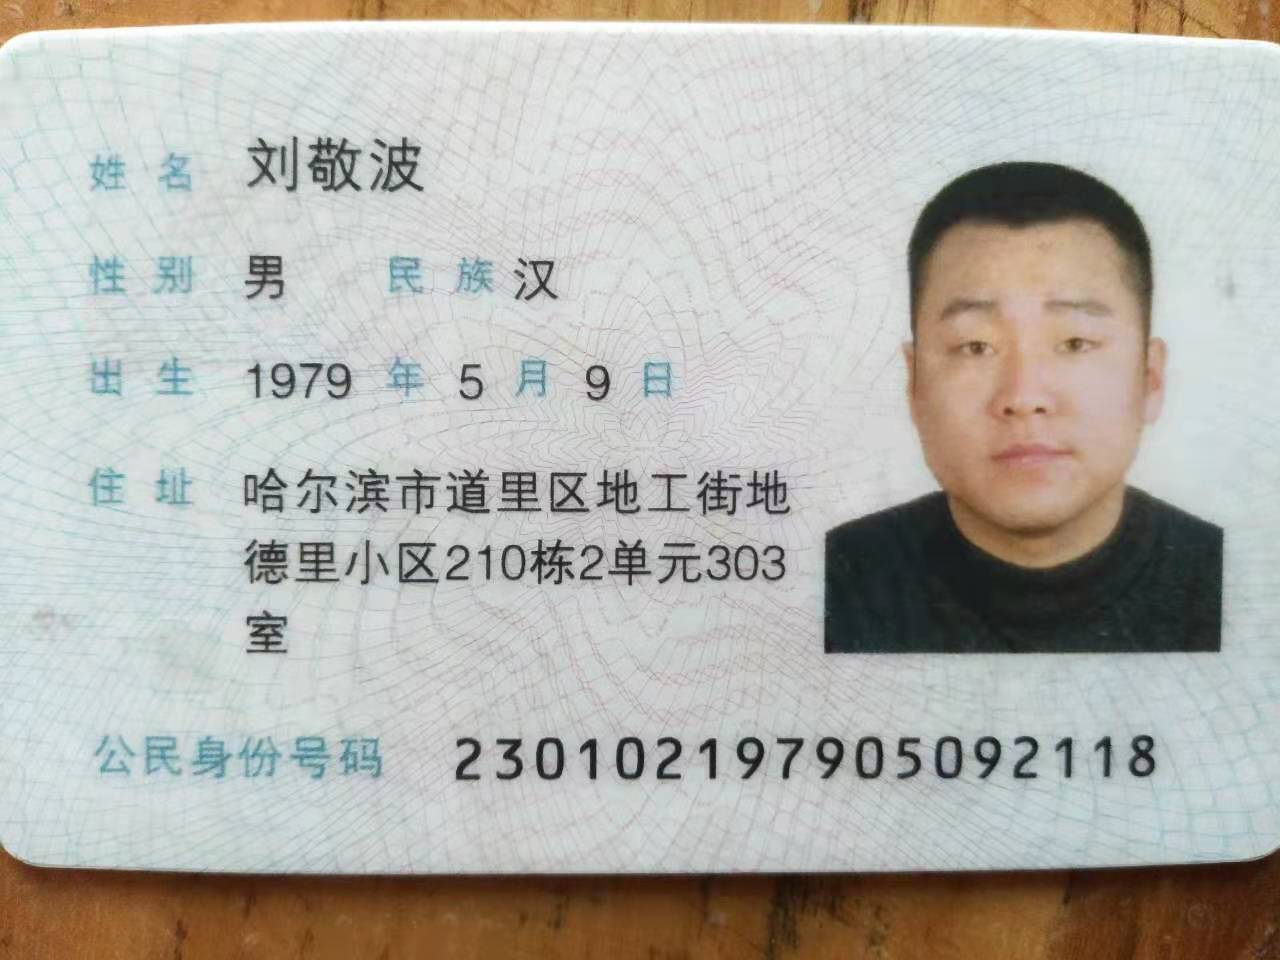 姓名 刘敬波
性别 男 民族 汉
出生 1979 年 5 月 9 日
住址 哈尔滨市道里区地工街地
德里小区210栋2单元303
室
公民身份号码 230102197905092118